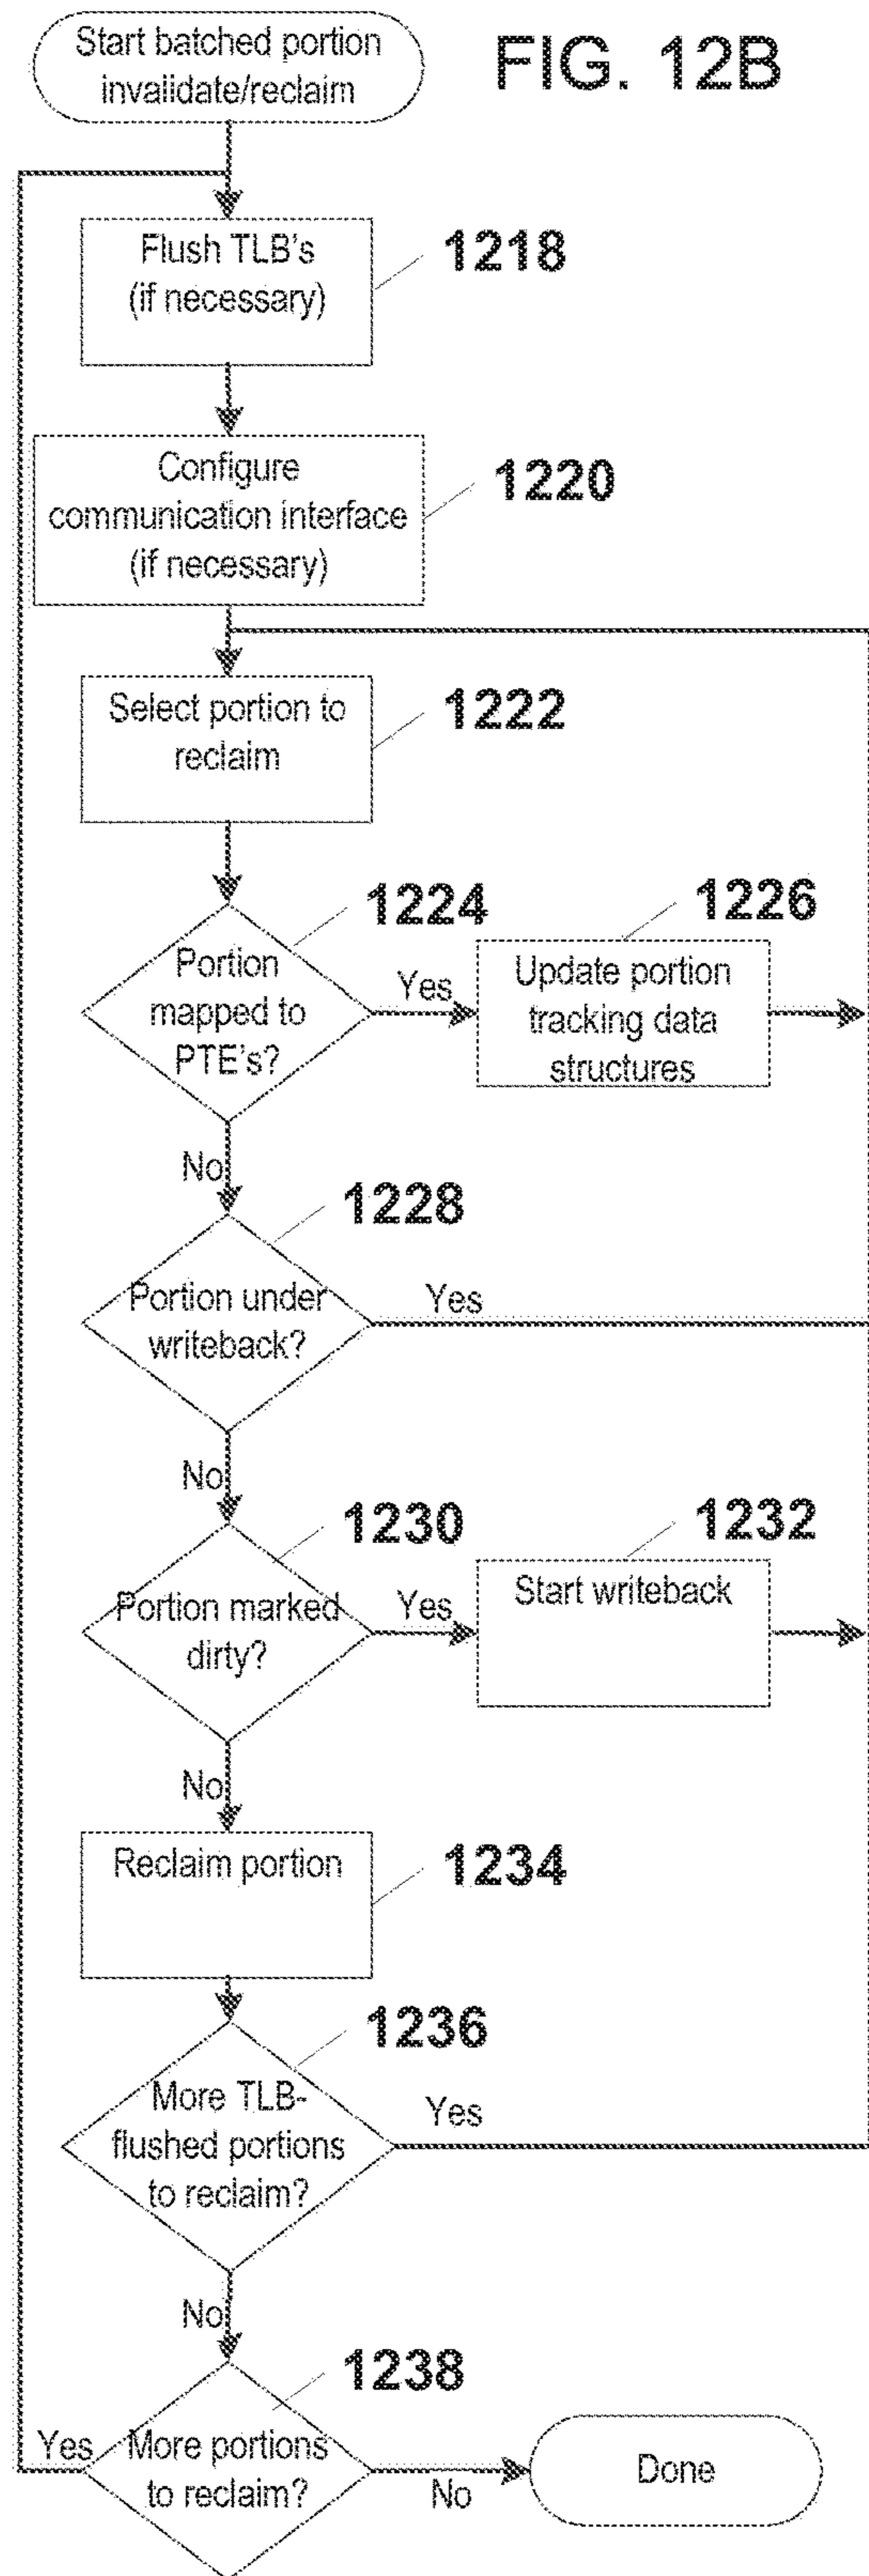 Start batched portion
invalidate/reclaim
FIG. 12B
Flush TLB's
(if necessary)
1218
Configure
communication interface
(if necessary)
1220
Select portion to
reclaim
1222
1224
Portion
mapped to
PTE's?
Yes
1226
Update portion
tracking data
structures
No
1228
Portion under
writeback?
Yes
No
1230
Portion marked
dirty?
Yes
1232
Start writeback
No
Reclaim portion
1234
1236
More TLB-
flushed portions
to reclaim?
Yes
No
1238
Yes
More portions
to reclaim?
No
Done